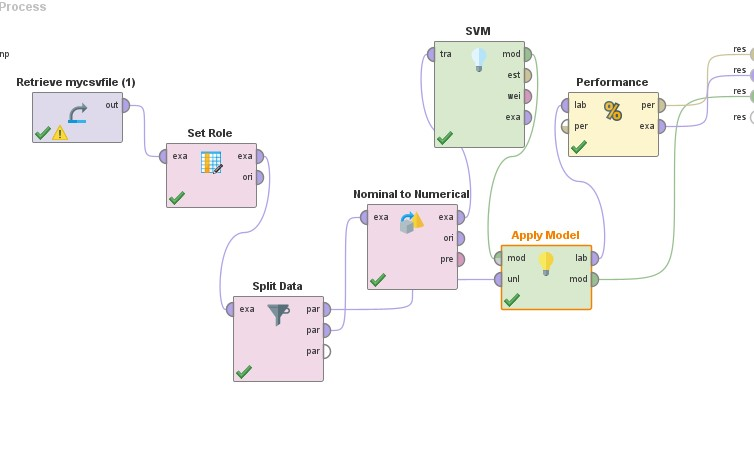 Process
np
Retrieve mycsvfile (1)
out
Set Role
exa
exa
ori
Split Data
exa
par
par
par
Nominal to Numerical
exa
exa
ori
pre
SVM
tra
mod
est
wei
exa
Apply Model
mod
unl
lab
mod
Performance
lab
per
%
per
exa
res
res
res
res